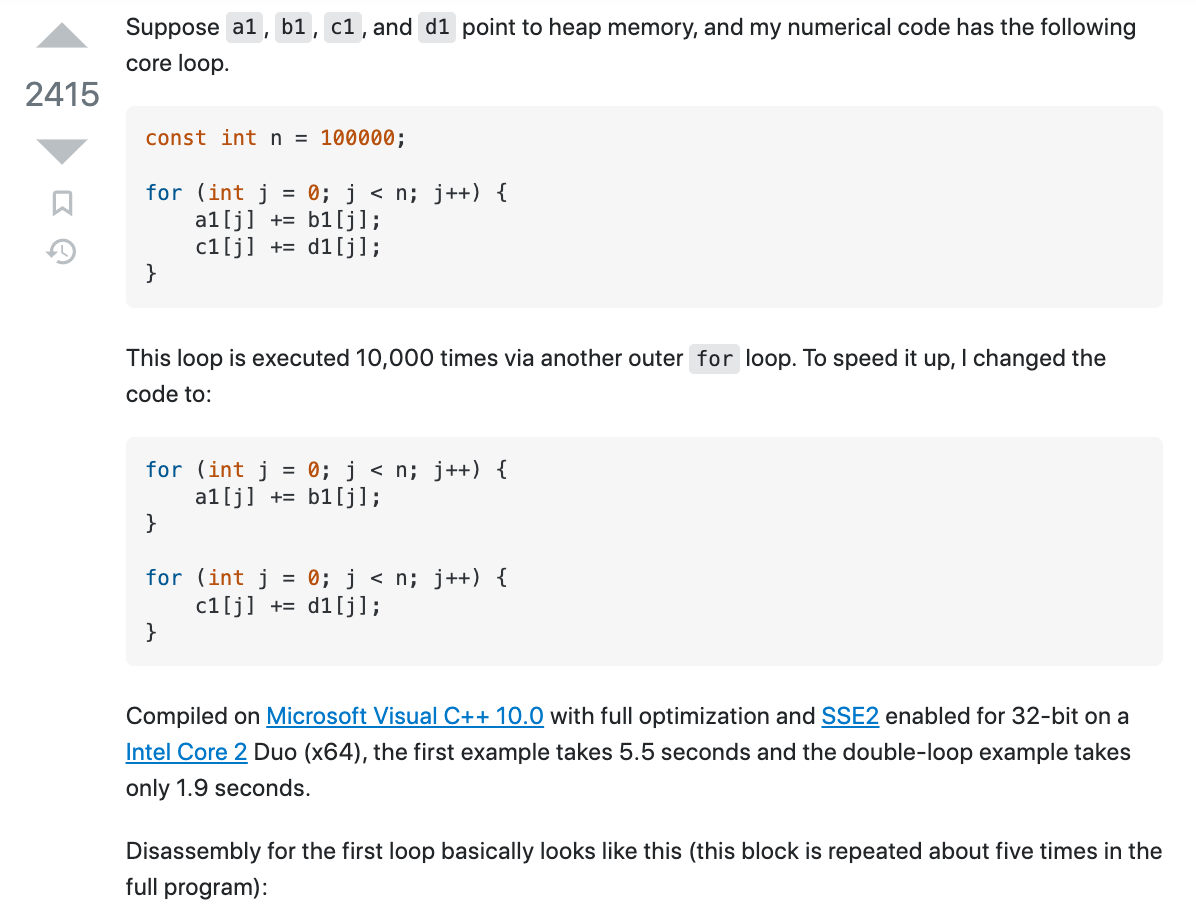 Suppose a1, b1, c1, and d1 point to heap memory, and my numerical code has the following
core loop.
2415
const int n = 100000;
for (int j = 0; j < n; j++) {
    a1[j] += b1[j];
    c1[j] += d1[j];
}
This loop is executed 10,000 times via another outer for loop. To speed it up, I changed the
code to:
for (int j = 0; j < n; j++) {
    a1[j] += b1[j];
}
for (int j = 0; j < n; j++) {
    c1[j] += d1[j];
}
Compiled on Microsoft Visual C++ 10.0 with full optimization and SSE2 enabled for 32-bit on a
Intel Core 2 Duo (x64), the first example takes 5.5 seconds and the double-loop example takes
only 1.9 seconds.
Disassembly for the first loop basically looks like this (this block is repeated about five times in the
full program):